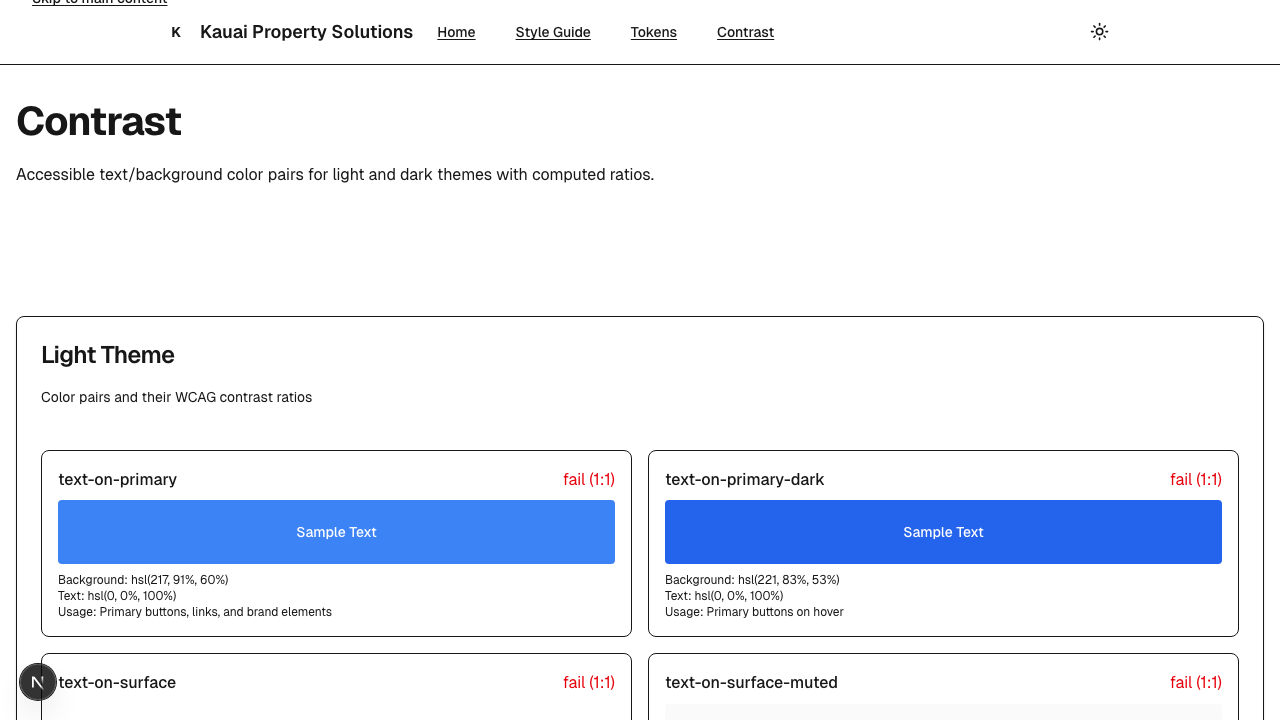 Skip to main content
K Kauai Property Solutions Home Style Guide Tokens Contrast
Contrast
Accessible text/background color pairs for light and dark themes with computed ratios.
Light Theme
Color pairs and their WCAG contrast ratios
text-on-primary fail (1:1)
Sample Text
Background: hsl(217, 91%, 60%)
Text: hsl(0, 0%, 100%)
Usage: Primary buttons, links, and brand elements
text-on-primary-dark fail (1:1)
Sample Text
Background: hsl(221, 83%, 53%)
Text: hsl(0, 0%, 100%)
Usage: Primary buttons on hover
N
text-on-surface fail (1:1)
text-on-surface-muted fail (1:1)